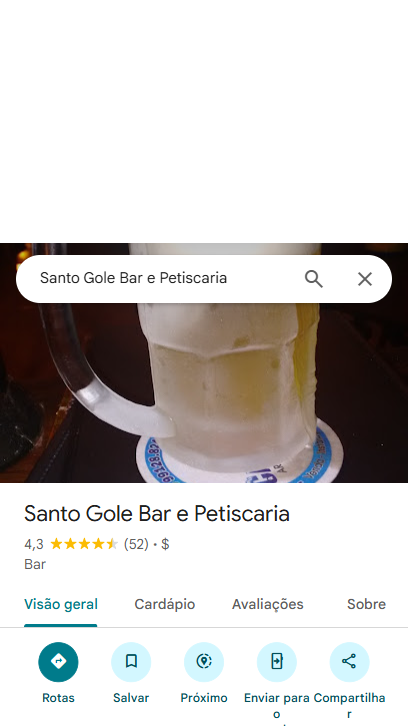 Santo Gole Bar e Petiscaria
Santo Gole Bar e Petiscaria
4,3 (52) • $
Bar
Visão geral Cardápio Avaliações Sobre
Rotas Salvar Próximo Enviar para o Compartilhar